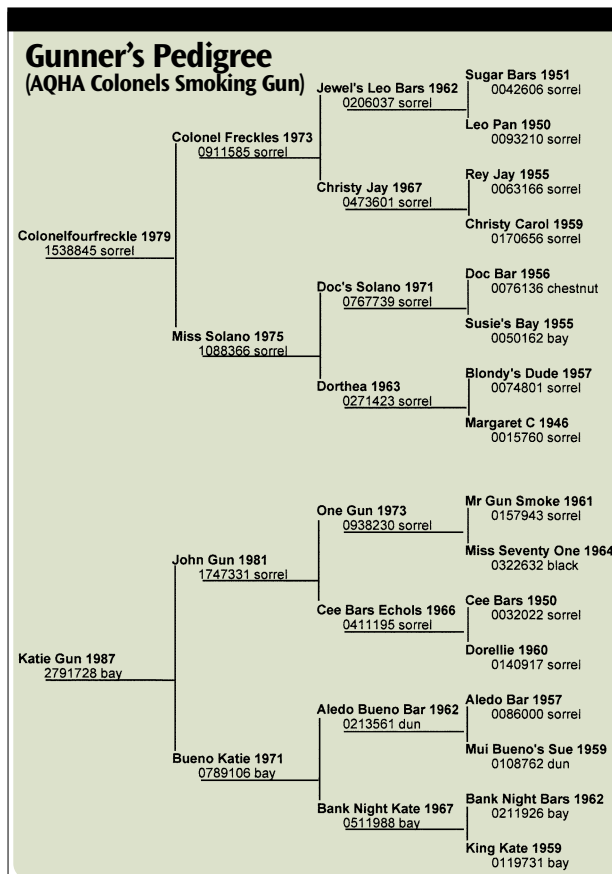 Gunner's Pedigree
(AQHA Colonels Smoking Gun)
Sugar Bars 1951
0042606 sorrel
Jewel's Leo Bars 1962
0206037 sorrel
Leo Pan 1950
0093210 sorrel
Colonel Freckles 1973
0911585 sorrel
Rey Jay 1955
0063166 sorrel
Christy Jay 1967
0473601 sorrel
Christy Carol 1959
0170656 sorrel
Colonelfourfreckle 1979
1538845 sorrel
Doc Bar 1956
0076136 chestnut
Doc's Solano 1971
0767739 sorrel
Susie's Bay 1955
0050162 bay
Miss Solano 1975
1088366 sorrel
Blondy's Dude 1957
0074801 sorrel
Dorthea 1963
0271423 sorrel
Margaret C 1946
0015760 sorrel
Mr Gun Smoke 1961
0157943 sorrel
One Gun 1973
0938230 sorrel
Miss Seventy One 1964
0322632 black
John Gun 1981
1747331 sorrel
Cee Bars 1950
0032022 sorrel
Cee Bars Echols 1966
0411195 sorrel
Dorellie 1960
0140917 sorrel
Katie Gun 1987
2791728 bay
Aledo Bar 1957
0086000 sorrel
Aledo Bueno Bar 1962
0213561 dun
Mui Bueno's Sue 1959
0108762 dun
Bueno Katie 1971
0789106 bay
Bank Night Bars 1962
0211926 bay
Bank Night Kate 1967
0511988 bay
King Kate 1959
0119731 bay